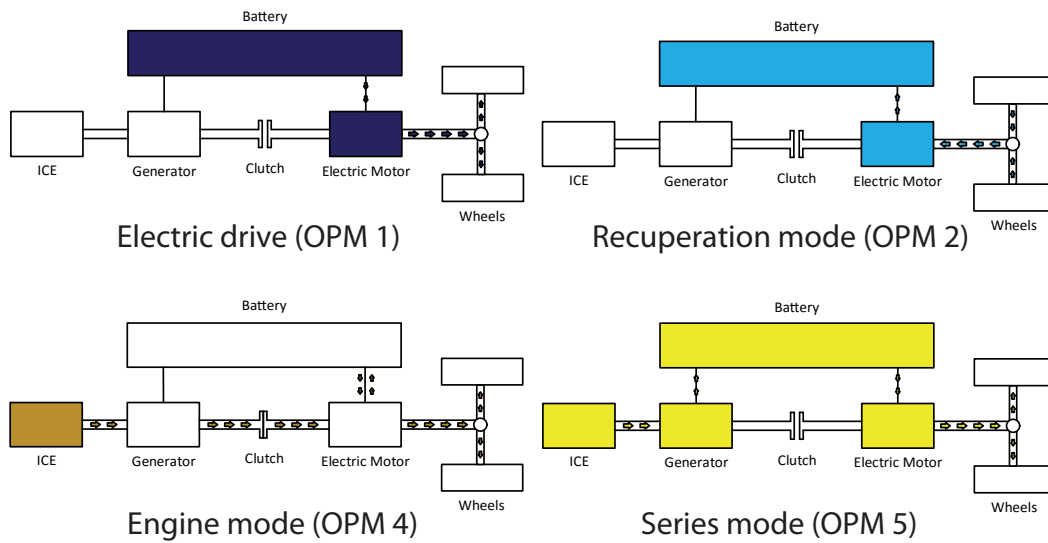 Battery
ICE
Generator
Clutch
Electric Motor
Wheels
Electric drive (OPM 1)
Battery
ICE
Generator
Clutch
Electric Motor
Wheels
Recuperation mode (OPM 2)
Battery
ICE
Generator
Clutch
Electric Motor
Wheels
Engine mode (OPM 4)
Battery
ICE
Generator
Clutch
Electric Motor
Wheels
Series mode (OPM 5)